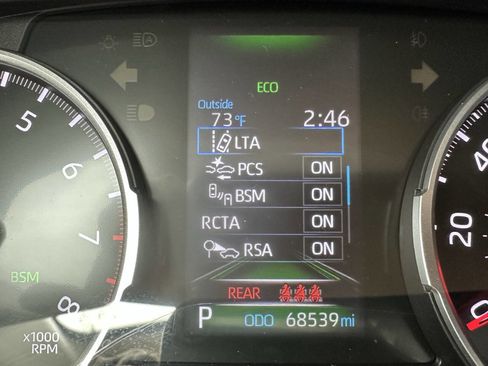 ECO
Outside
73°F 2:46
LTA
PCS ON
BSM ON
RCTA ON
RSA ON
REAR
P ODO 68539 mi
5
6
7
8
BSM
x1000
RPM
40
20
0